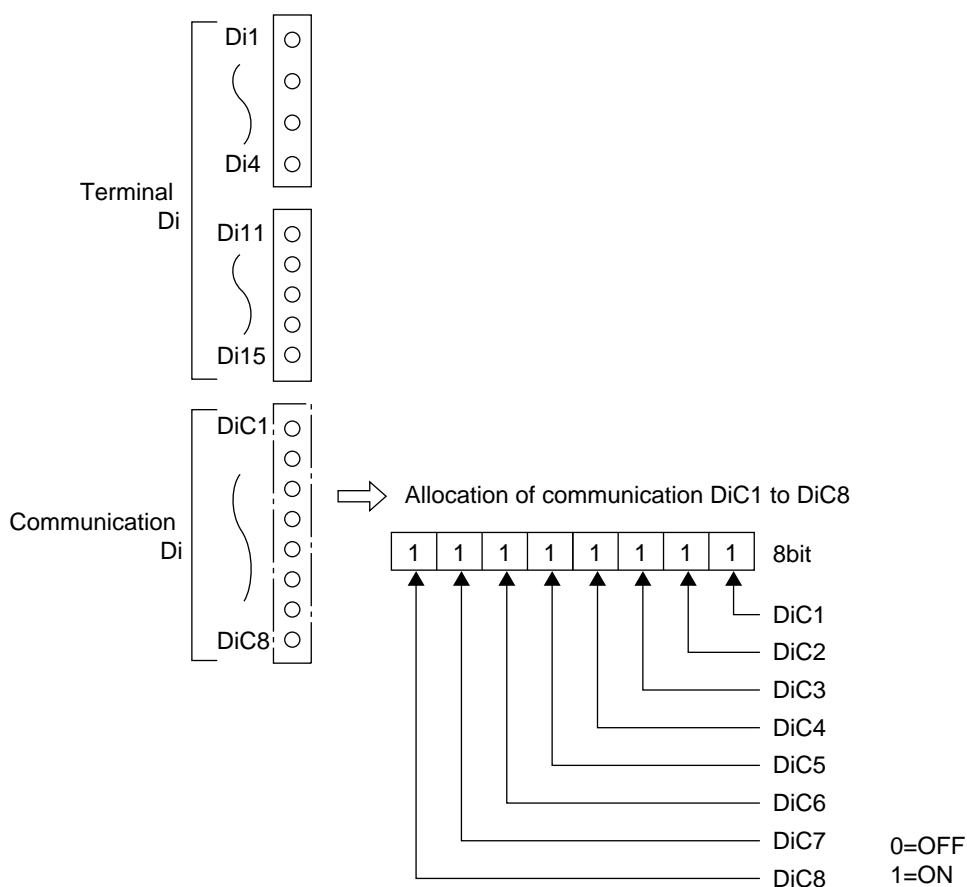 Di1
Di4
Terminal
Di
Di11
Di15
DiC1
Communication
Di
DiC8
Allocation of communication DiC1 to DiC8
1 1 1 1 1 1 1 1 8bit
DiC1
DiC2
DiC3
DiC4
DiC5
DiC6
DiC7
DiC8
0=OFF
1=ON